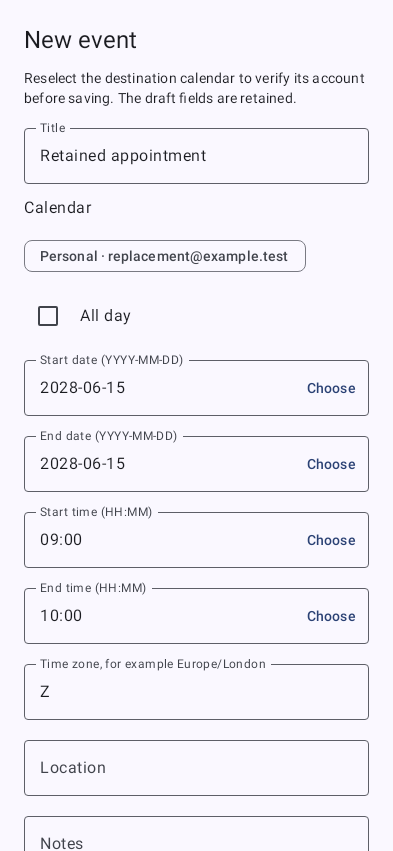 New event
Reselect the destination calendar to verify its account
before saving. The draft fields are retained.
Title
Retained appointment
Calendar
Personal · replacement@example.test
All day
Start date (YYYY-MM-DD)
2028-06-15
Choose
End date (YYYY-MM-DD)
2028-06-15
Choose
Start time (HH:MM)
09:00
Choose
End time (HH:MM)
10:00
Choose
Time zone, for example Europe/London
Z
Location
Notes